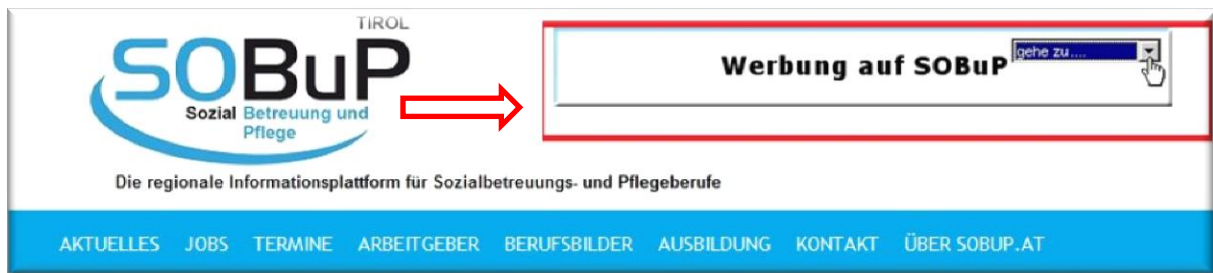 TIROL
SOBuP
Sozial Betreuung und
Pflege
Werbung auf SOBuP
gehe zu....
Die regionale Informationsplattform für Sozialbetreuungs- und Pflegeberufe
AKTUELLES JOBS TERMINE ARBEITGEBER BERUFSBILDER AUSBILDUNG KONTAKT ÜBER SOBUP.AT